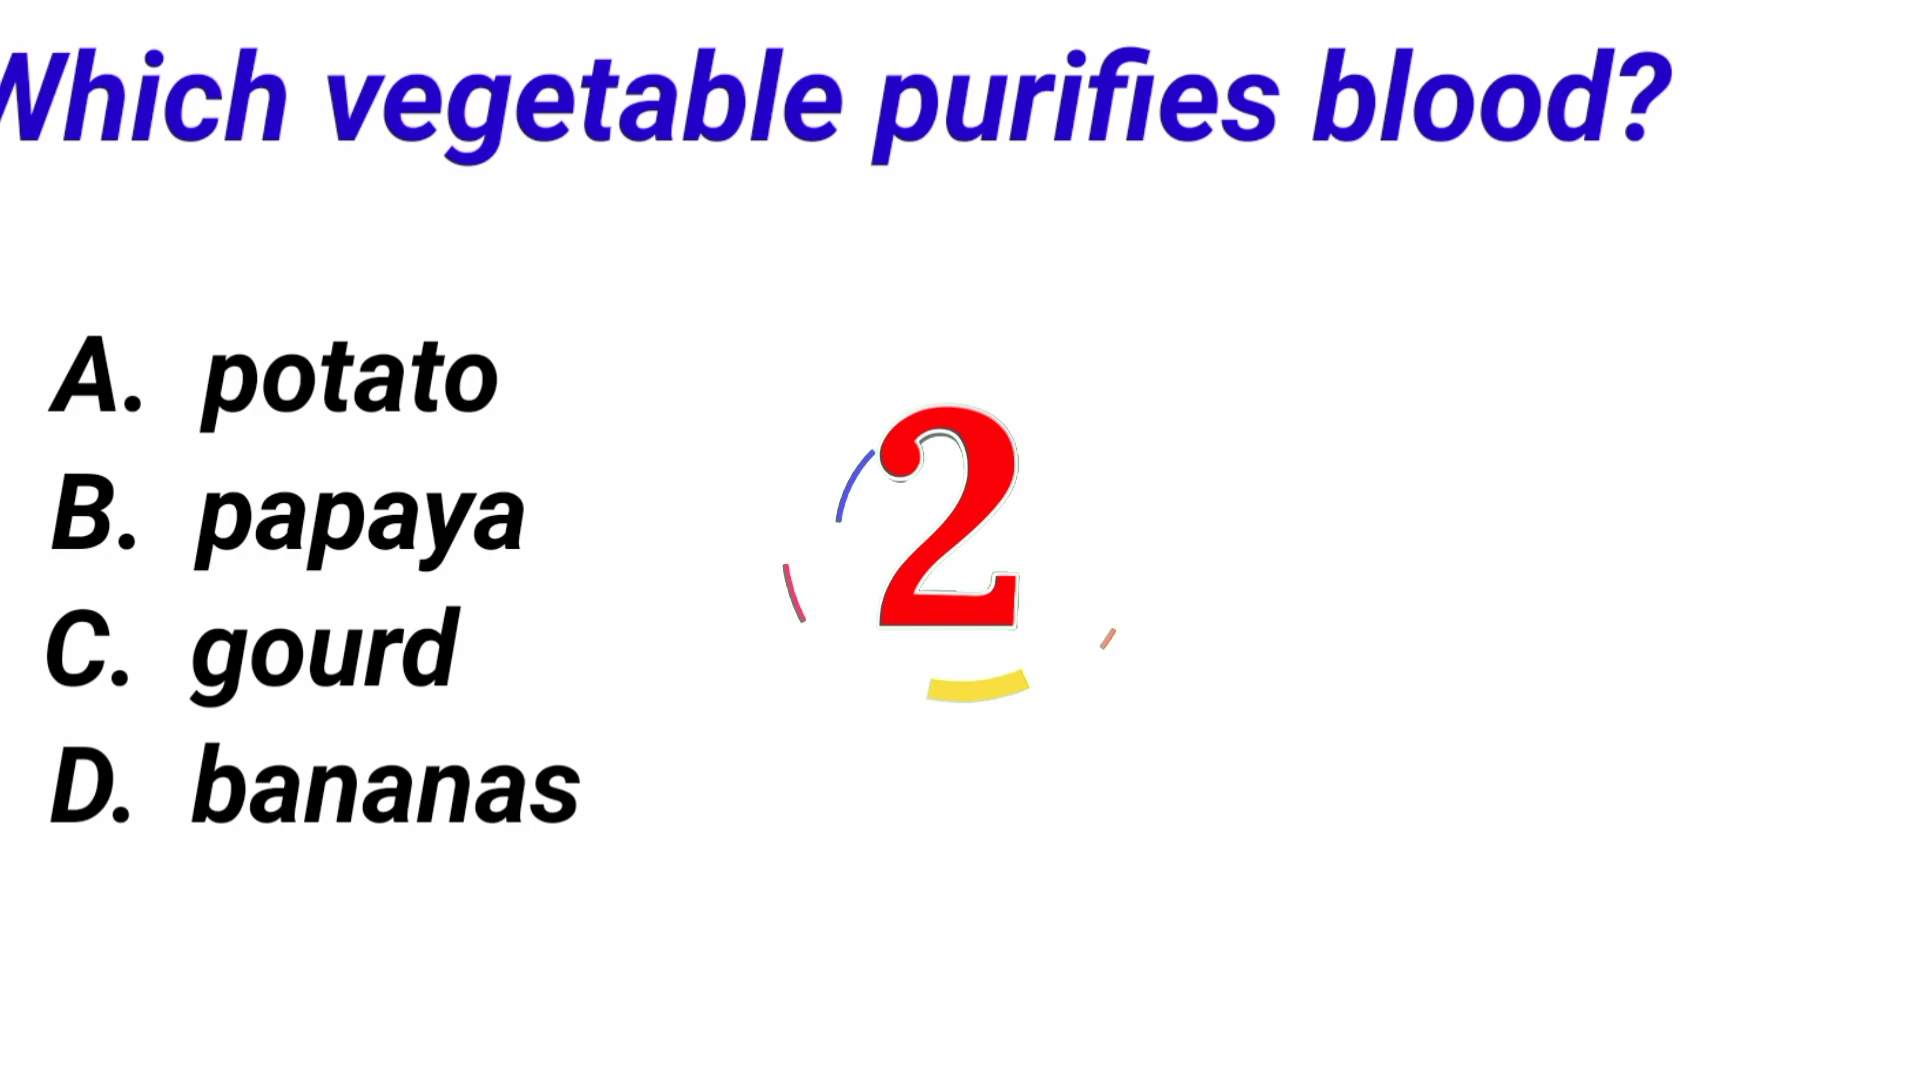 Which vegetable purifies blood?
A. potato
B. papaya
2
C. gourd
D. bananas